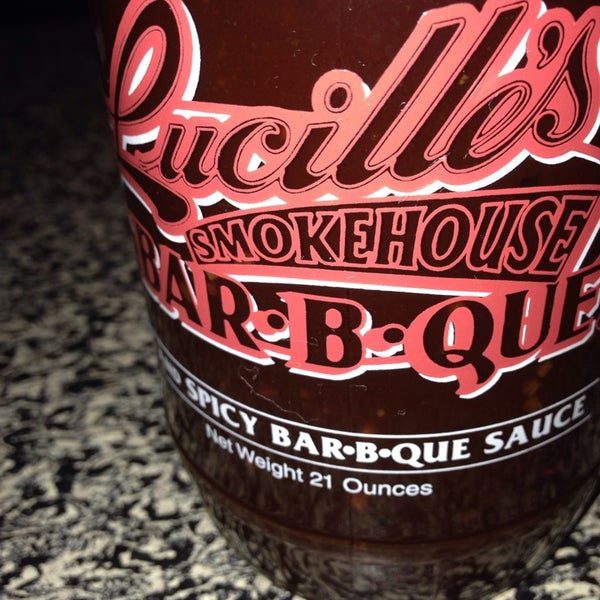 Lucille's
SMOKEHOUSE
BAR·B·QUE
SPICY BAR·B·QUE SAUCE
Net Weight 21 Ounces